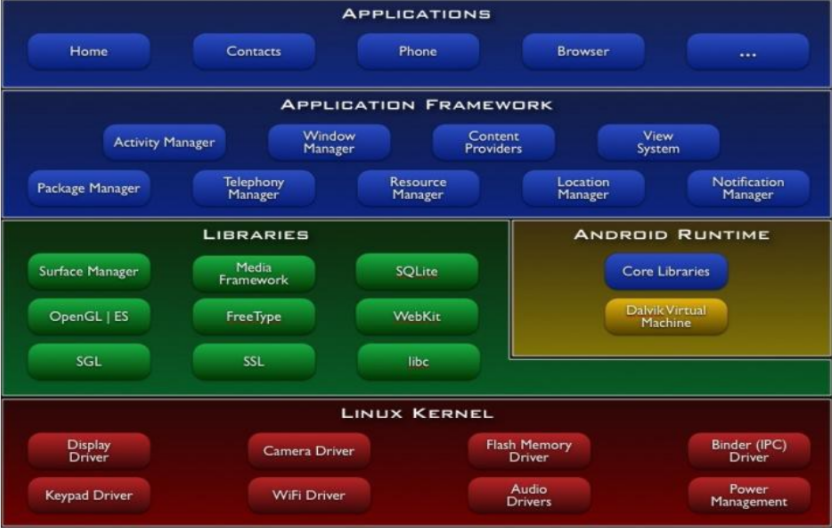 APPLICATIONS
Home
Contacts
Phone
Browser
...
APPLICATION FRAMEWORK
Activity Manager
Window
Manager
Content
Providers
View
System
Package Manager
Telephony
Manager
Resource
Manager
Location
Manager
Notification
Manager
LIBRARIES
Surface Manager
Media
Framework
SQLite
OpenGL | ES
FreeType
WebKit
SGL
SSL
libc
ANDROID RUNTIME
Core Libraries
Dalvik Virtual
Machine
LINUX KERNEL
Display
Driver
Camera Driver
Flash Memory
Driver
Binder (IPC)
Driver
Keypad Driver
WiFi Driver
Audio
Drivers
Power
Management